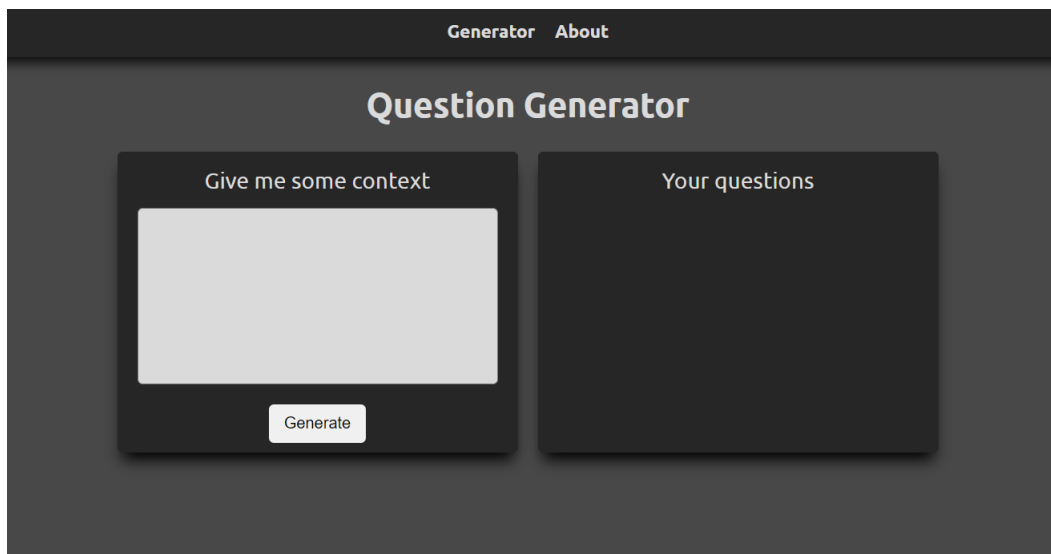 Generator About
Question Generator
Give me some context
Your questions
Generate